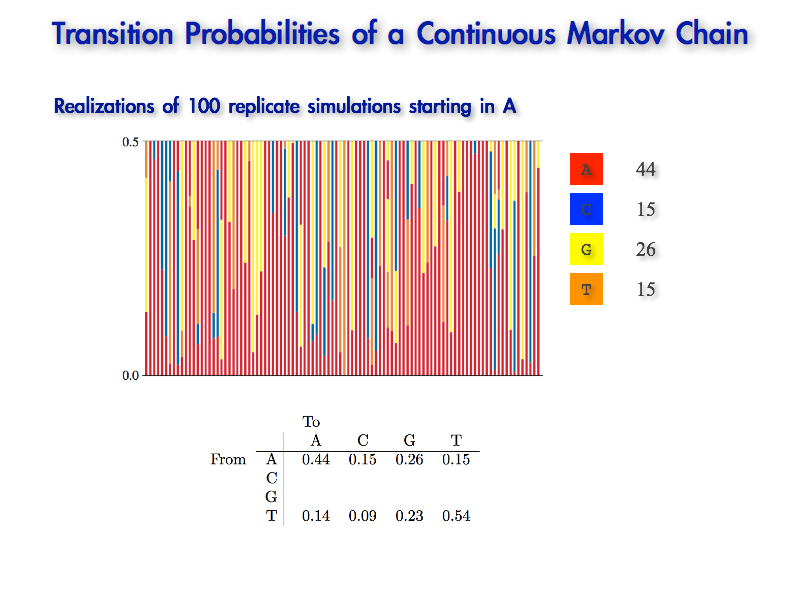 Transition Probabilities of a Continuous Markov Chain
Realizations of 100 replicate simulations starting in A
0.5
0.0
A 44
C 15
G 26
T 15
To
A C G T
From A 0.44 0.15 0.26 0.15
C
G
T 0.14 0.09 0.23 0.54